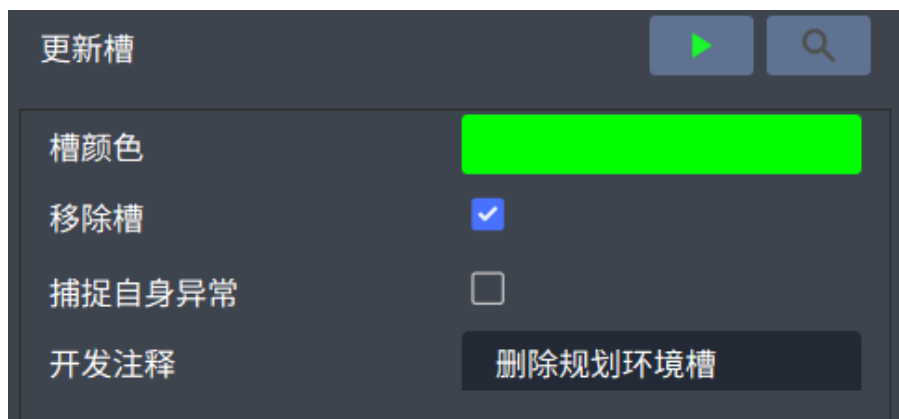 更新槽
槽颜色
移除槽
捕捉自身异常
开发注释 删除规划环境槽